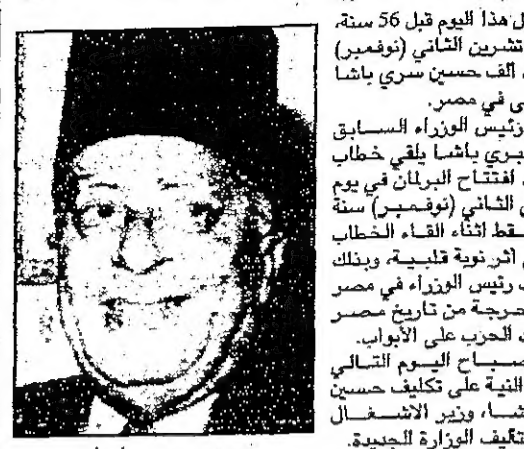 ل هذا اليوم قبل 56 سنة،
تشرين الثاني (نوفمبر)
الف حسين سري باشا
ى في مصر.
رئيس الوزراء السابق
بري باشا يلقي خطاب
افتتاح البرلمان في يوم
الثاني (نوفمبر) سنة
قط اثناء القاء الخطاب
اثر نوبة قلبية، وبذلك
رئيس الوزراء في مصر
حرجة من تاريخ مصر
الحرب على الأبواب.
صباح اليوم التالي
النية على تكليف حسين
شا، وزير الاشغال
تأليف الوزارة الجديدة.